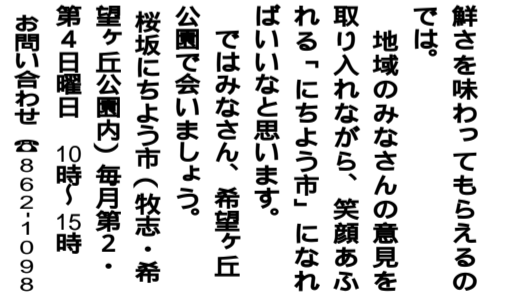 鮮さを味わってもらえるの
では。
地域のみなさんの意見を
取り入れながら、笑顔あふ
れる「にちよう市」になれ
ばいいなと思います。
ではみなさん、希望ヶ丘
公園で会いましょう。
桜坂にちよう市(牧志・希
望ヶ丘公園内)毎月第2・
第4日曜日 10時〜15時
お問い合わせ ☎862-1098